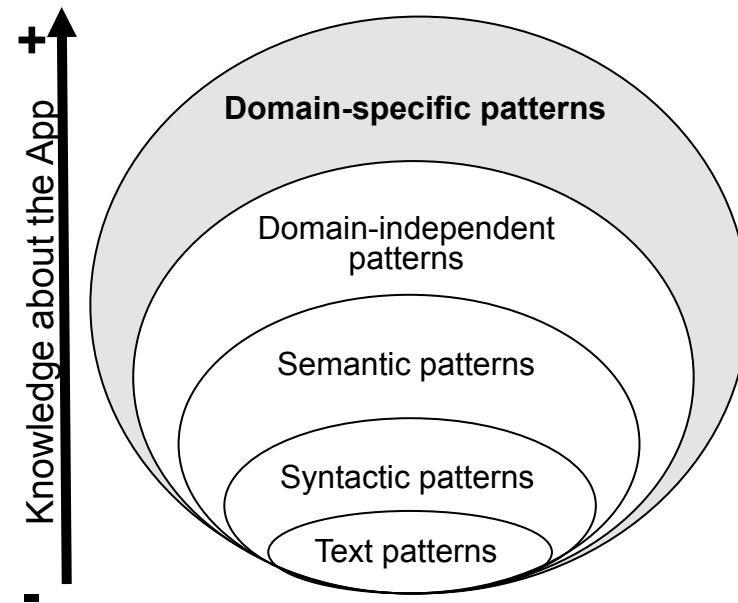 +
Knowledge about the App
-
Domain-specific patterns
Domain-independent
patterns
Semantic patterns
Syntactic patterns
Text patterns